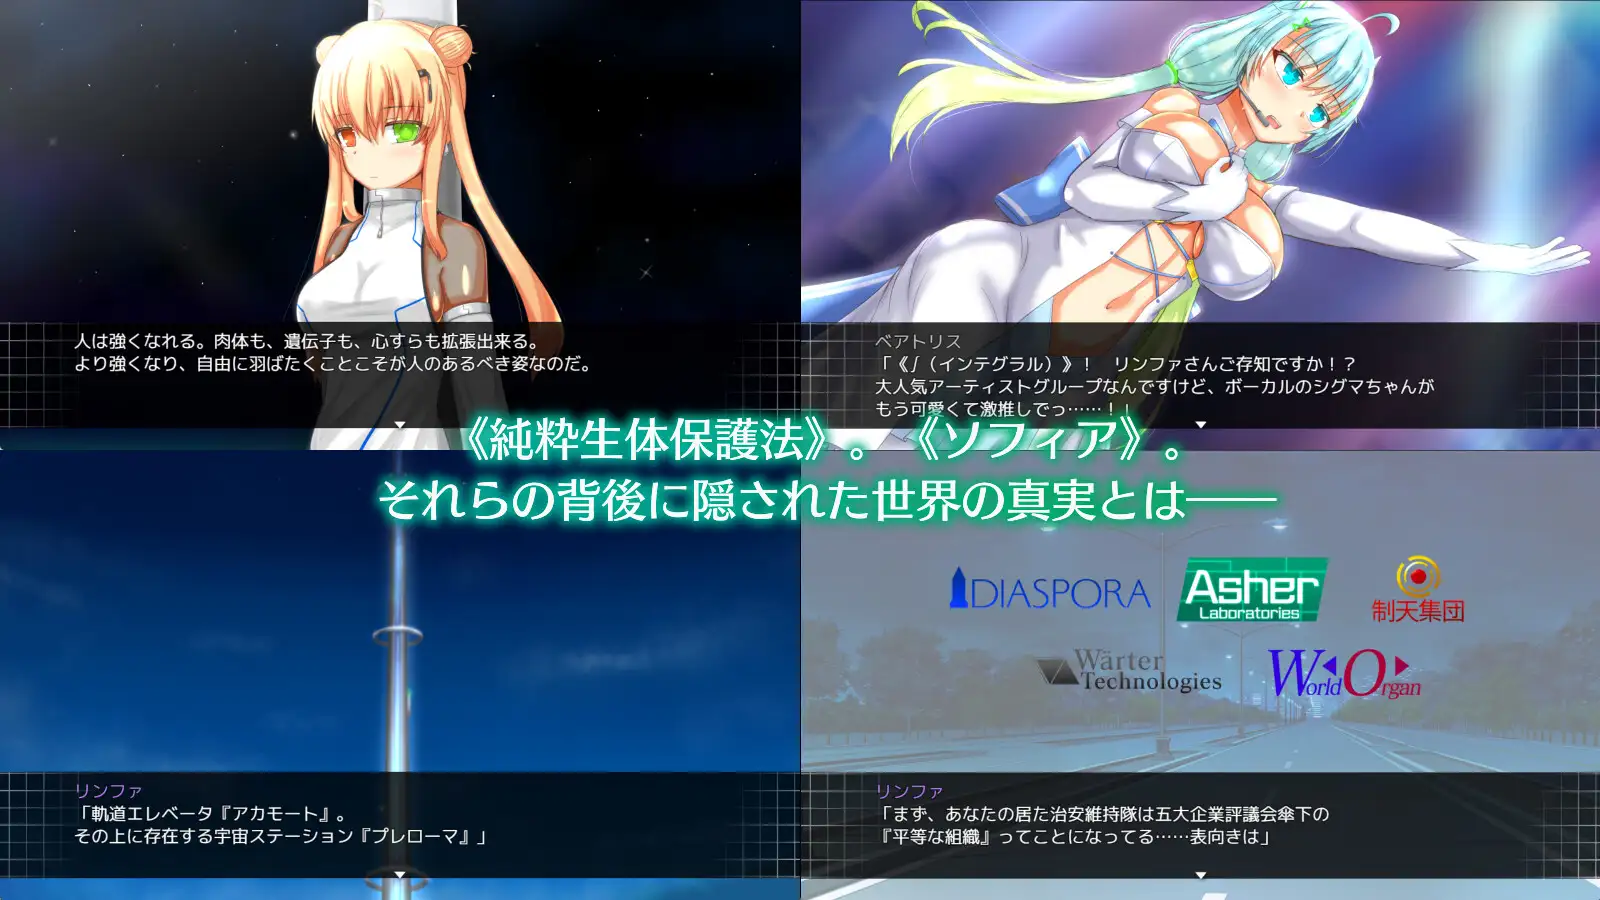 人は強くなれる。肉体も、遺伝子も、心すらも拡張出来る。
より強くなり、自由に羽ばたくことこそが人のあるべき姿なのだ。
ベアトリス
「《∫（インテグラル）》！　リンファさんご存知ですか！？
大人気アーティストグループなんですけど、ボーカルのシグマちゃんが
もう可愛くて激推しでっ……！」
《純粋生体保護法》。《ソフィア》。
それらの背後に隠された世界の真実とは――
DIASPORA
Asher
Laboratories
制天集団
Wärter
Technologies
World Organ
リンファ
「軌道エレベータ『アカモート』。
その上に存在する宇宙ステーション『プレローマ』」
リンファ
「まず、あなたの居た治安維持隊は五大企業評議会傘下の
『平等な組織』ってことになってる……表向きは」